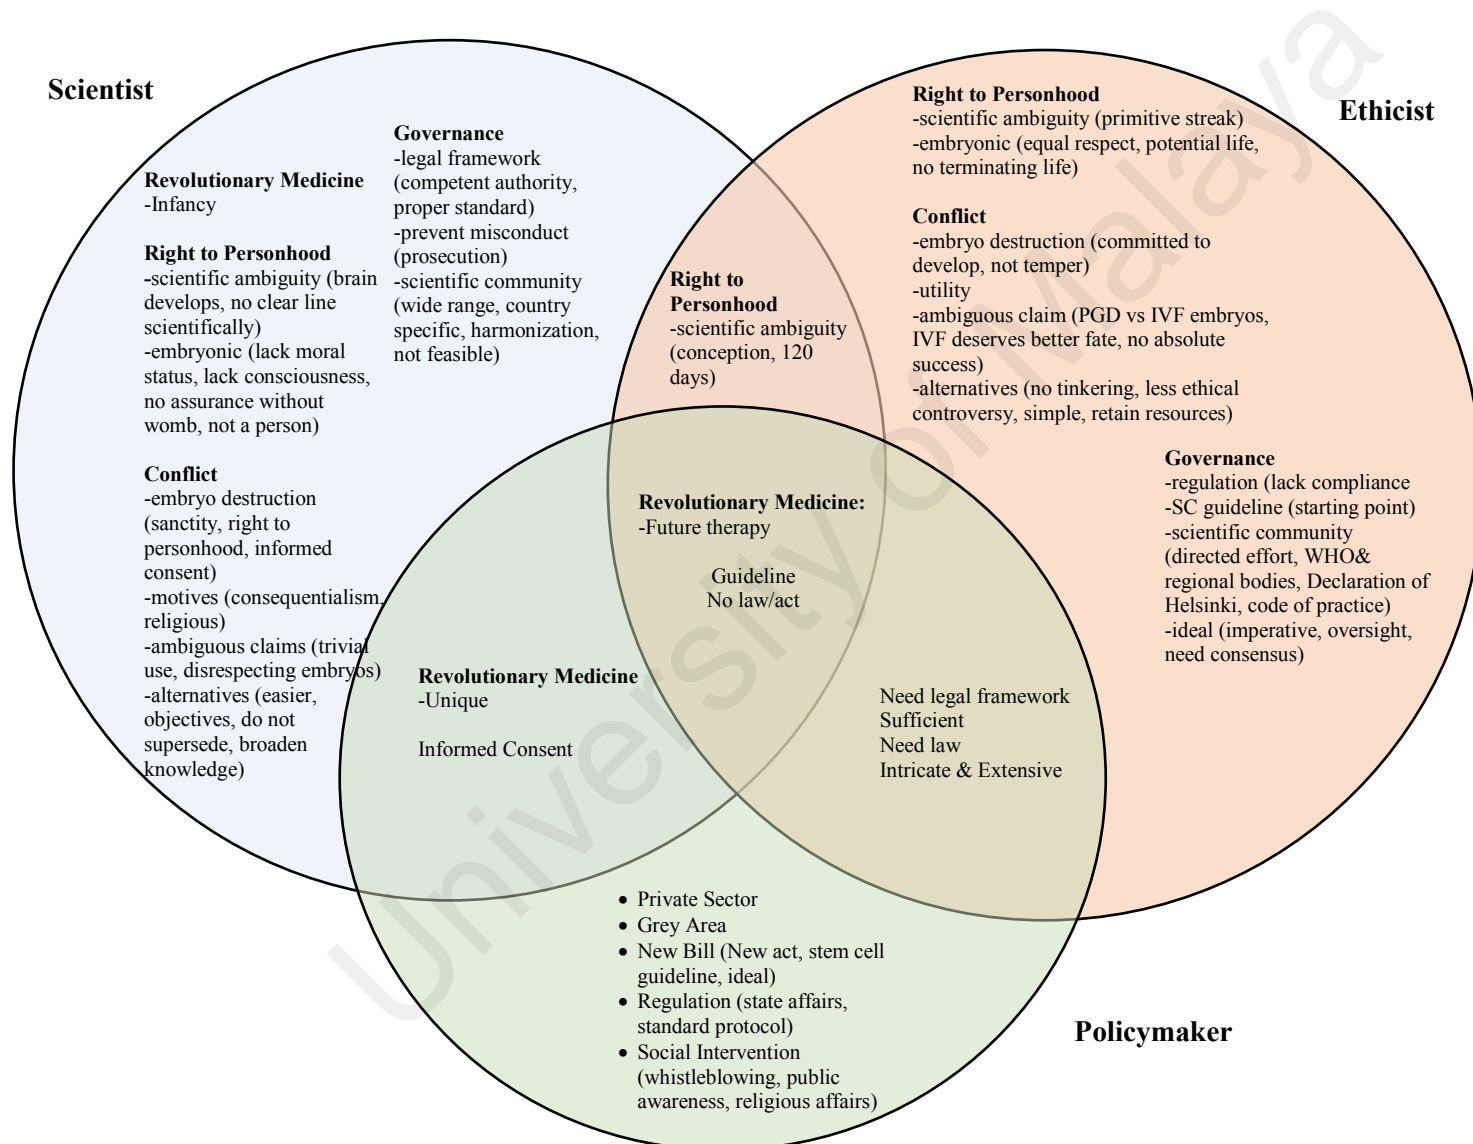 Scientist
Revolutionary Medicine
-Infancy
Right to Personhood
-scientific ambiguity (brain
develops, no clear line
scientifically)
-embryonic (lack moral
status, lack consciousness,
no assurance without
womb, not a person)
Conflict
-embryo destruction
(sanctity, right to
personhood, informed
consent)
-motives (consequentialism,
religious)
-ambiguous claims (trivial
use, disrespecting embryos)
-alternatives (easier,
objectives, do not
supersede, broaden
knowledge)
Governance
-legal framework
(competent authority,
proper standard)
-prevent misconduct
(prosecution)
-scientific community
(wide range, country
specific, harmonization,
not feasible)
Right to
Personhood
-scientific ambiguity
(conception, 120
days)
Ethicist
Right to Personhood
-scientific ambiguity (primitive streak)
-embryonic (equal respect, potential life,
no terminating life)
Conflict
-embryo destruction (committed to
develop, not temper)
-utility
-ambiguous claim (PGD vs IVF embryos,
IVF deserves better fate, no absolute
success)
-alternatives (no tinkering, less ethical
controversy, simple, retain resources)
Governance
-regulation (lack compliance
-SC guideline (starting point)
-scientific community
(directed effort, WHO&
regional bodies, Declaration of
Helsinki, code of practice)
-ideal (imperative, oversight,
need consensus)
Revolutionary Medicine:
-Future therapy
Guideline
No law/act
Revolutionary Medicine
-Unique
Informed Consent
Need legal framework
Sufficient
Need law
Intricate & Extensive
• Private Sector
• Grey Area
• New Bill (New act, stem cell
guideline, ideal)
• Regulation (state affairs,
standard protocol)
• Social Intervention
(whistleblowing, public
awareness, religious affairs)
Policymaker
University of Malaya